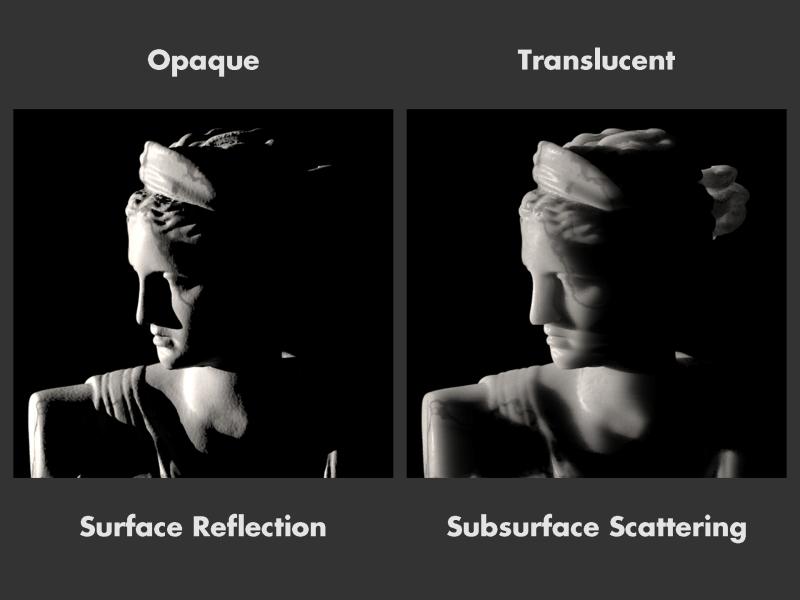 Opaque
Translucent
Surface Reflection
Subsurface Scattering